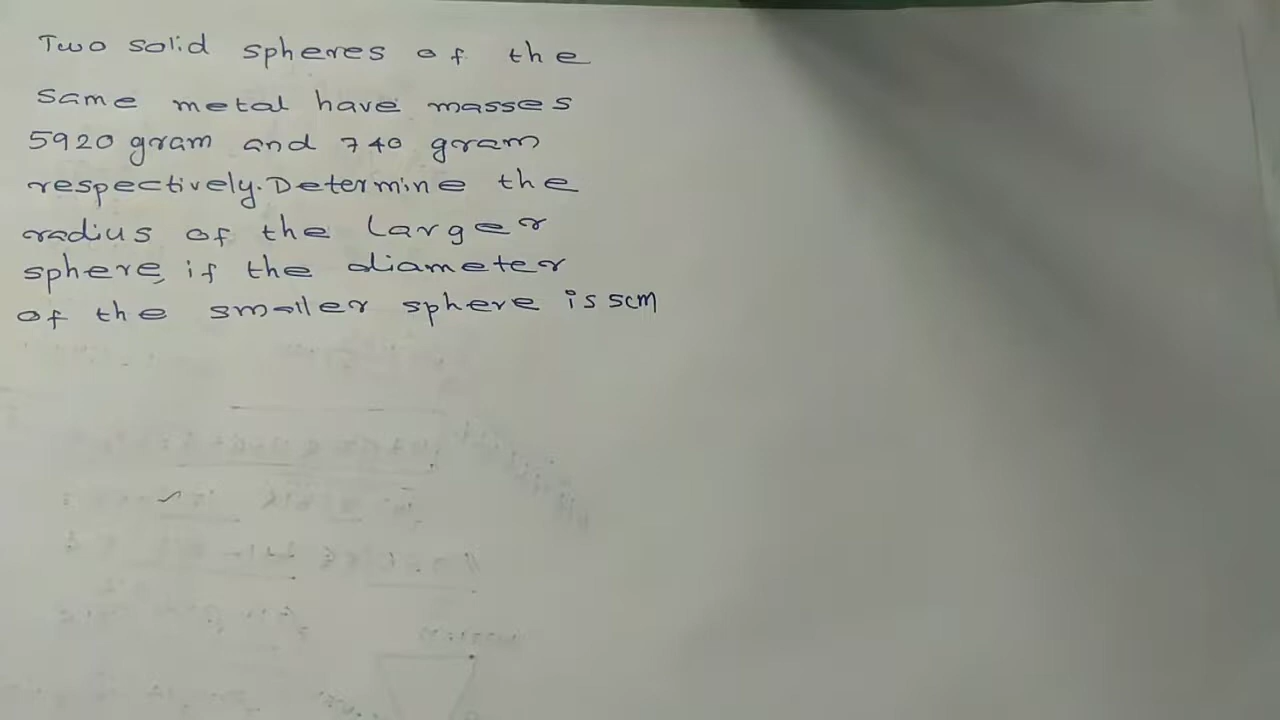 Two solid spheres of the
same metal have masses
5920 gram and 740 gram
respectively. Determine the
radius of the larger
sphere, if the diameter
of the smaller sphere is 5cm